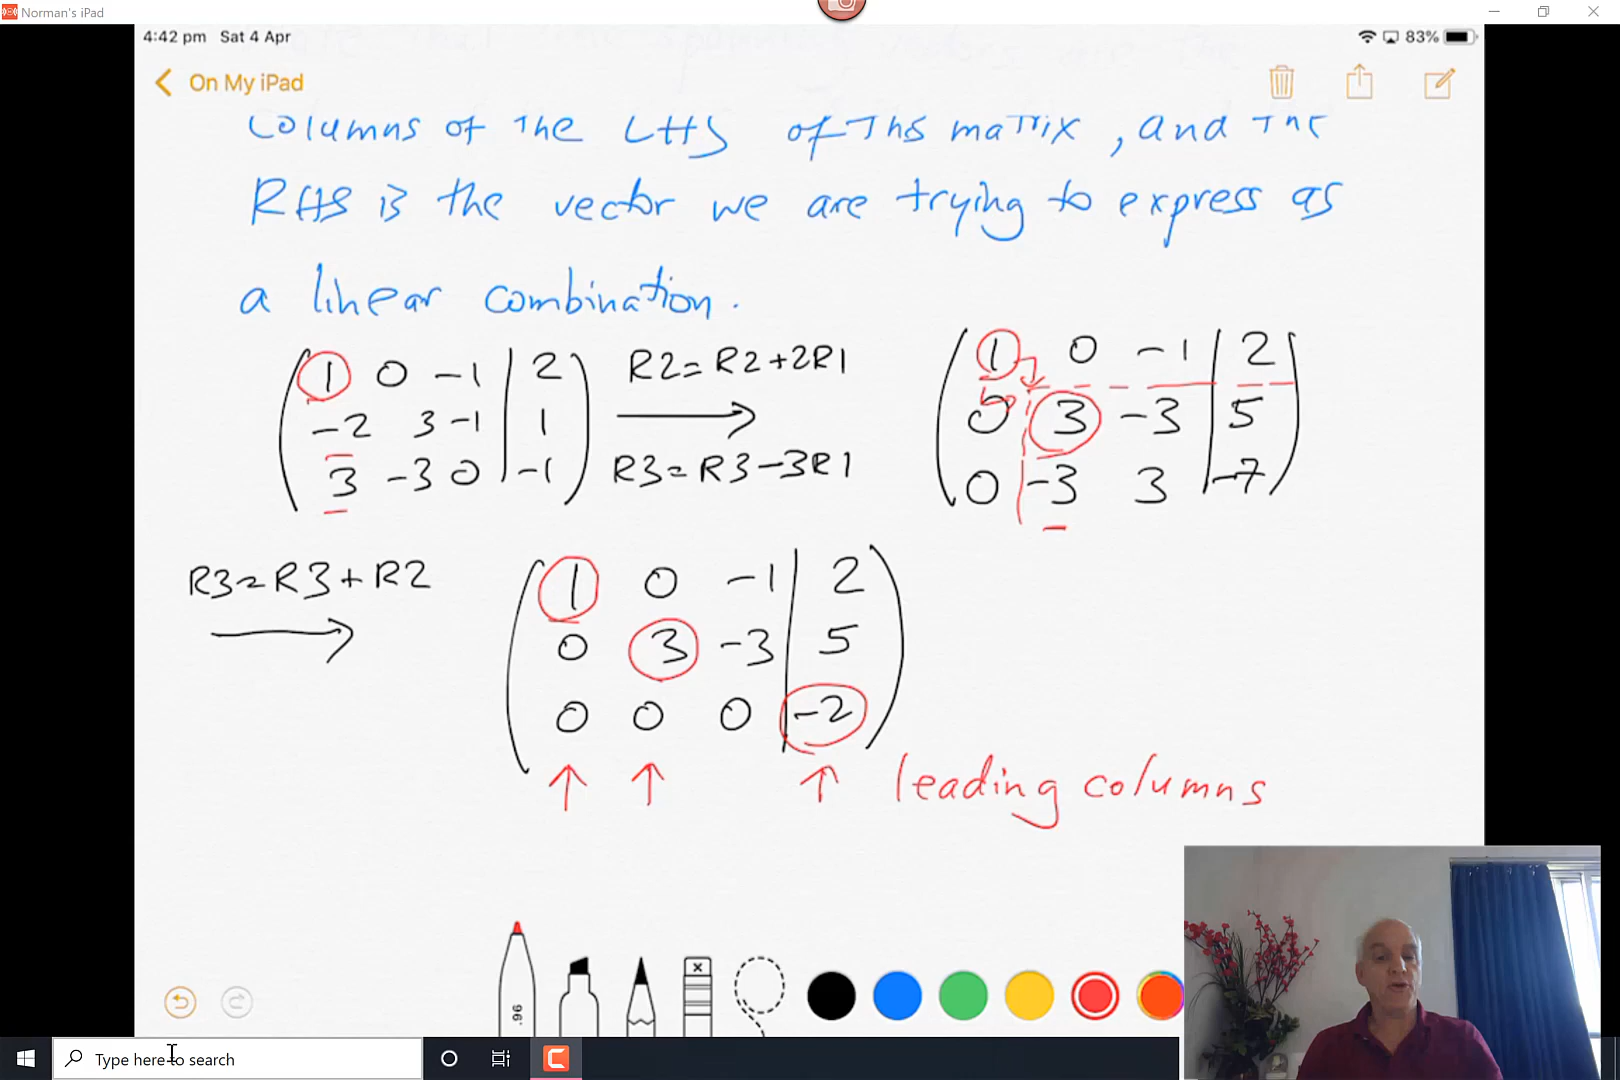 Norman's iPad
4:42 pm Sat 4 Apr
83%
On My iPad
columns of the LHS of this matrix, and the
RHS is the vector we are trying to express as
a linear combination.
1 0 -1 | 2
-2 3 -1 | 1
3 -3 0 | -1
R2=R2+2R1
R3=R3-3R1
1 0 -1 | 2
0 3 -3 | 5
0 -3 3 | -7
R3=R3+R2
1 0 -1 | 2
0 3 -3 | 5
0 0 0 | -2
leading columns
96
Type here to search